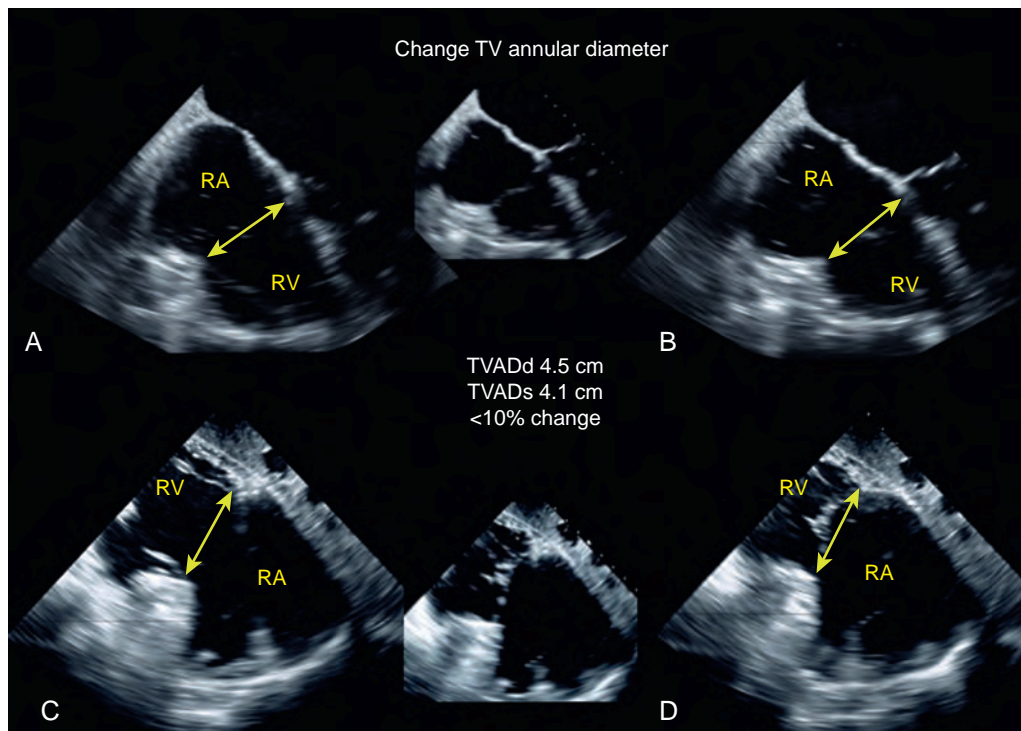 Change TV annular diameter
RA
RV
A
RA
RV
B
TVADd 4.5 cm
TVADs 4.1 cm
<10% change
RV
RA
C
RV
RA
D